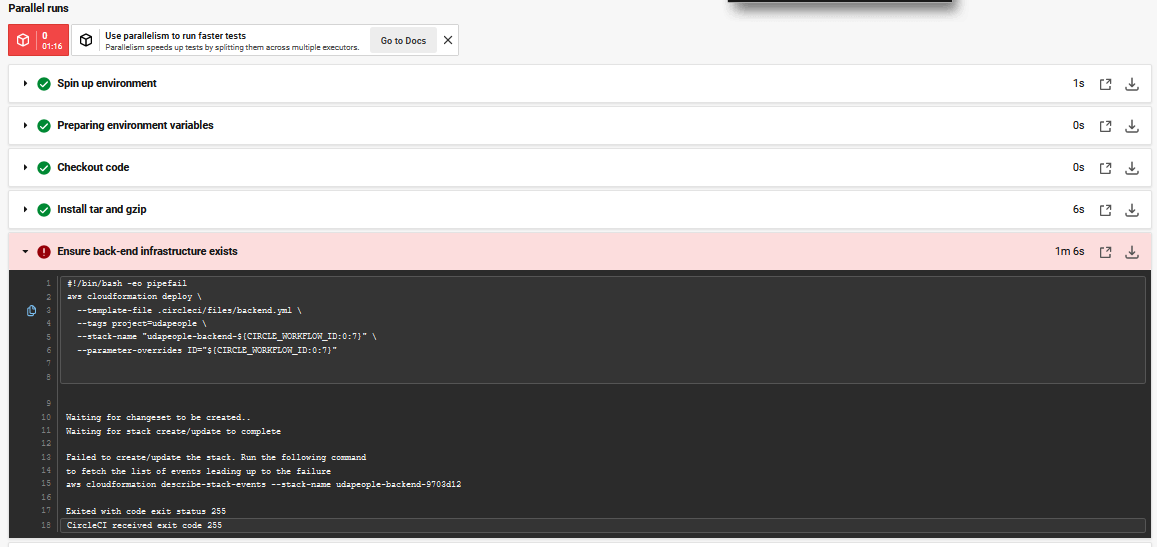 Parallel runs
0
01:16
Use parallelism to run faster tests
Parallelism speeds up tests by splitting them across multiple executors.
Go to Docs
Spin up environment 1s
Preparing environment variables 0s
Checkout code 0s
Install tar and gzip 6s
Ensure back-end infrastructure exists 1m 6s
1 #!/bin/bash -eo pipefail
2 aws cloudformation deploy \
3 --template-file .circleci/files/backend.yml \
4 --tags project=udapeople \
5 --stack-name "udapeople-backend-${CIRCLE_WORKFLOW_ID:0:7}" \
6 --parameter-overrides ID="${CIRCLE_WORKFLOW_ID:0:7}"
7
8
9
10 Waiting for changeset to be created..
11 Waiting for stack create/update to complete
12
13 Failed to create/update the stack. Run the following command
14 to fetch the list of events leading up to the failure
15 aws cloudformation describe-stack-events --stack-name udapeople-backend-9703d12
16
17 Exited with code exit status 255
18 CircleCI received exit code 255